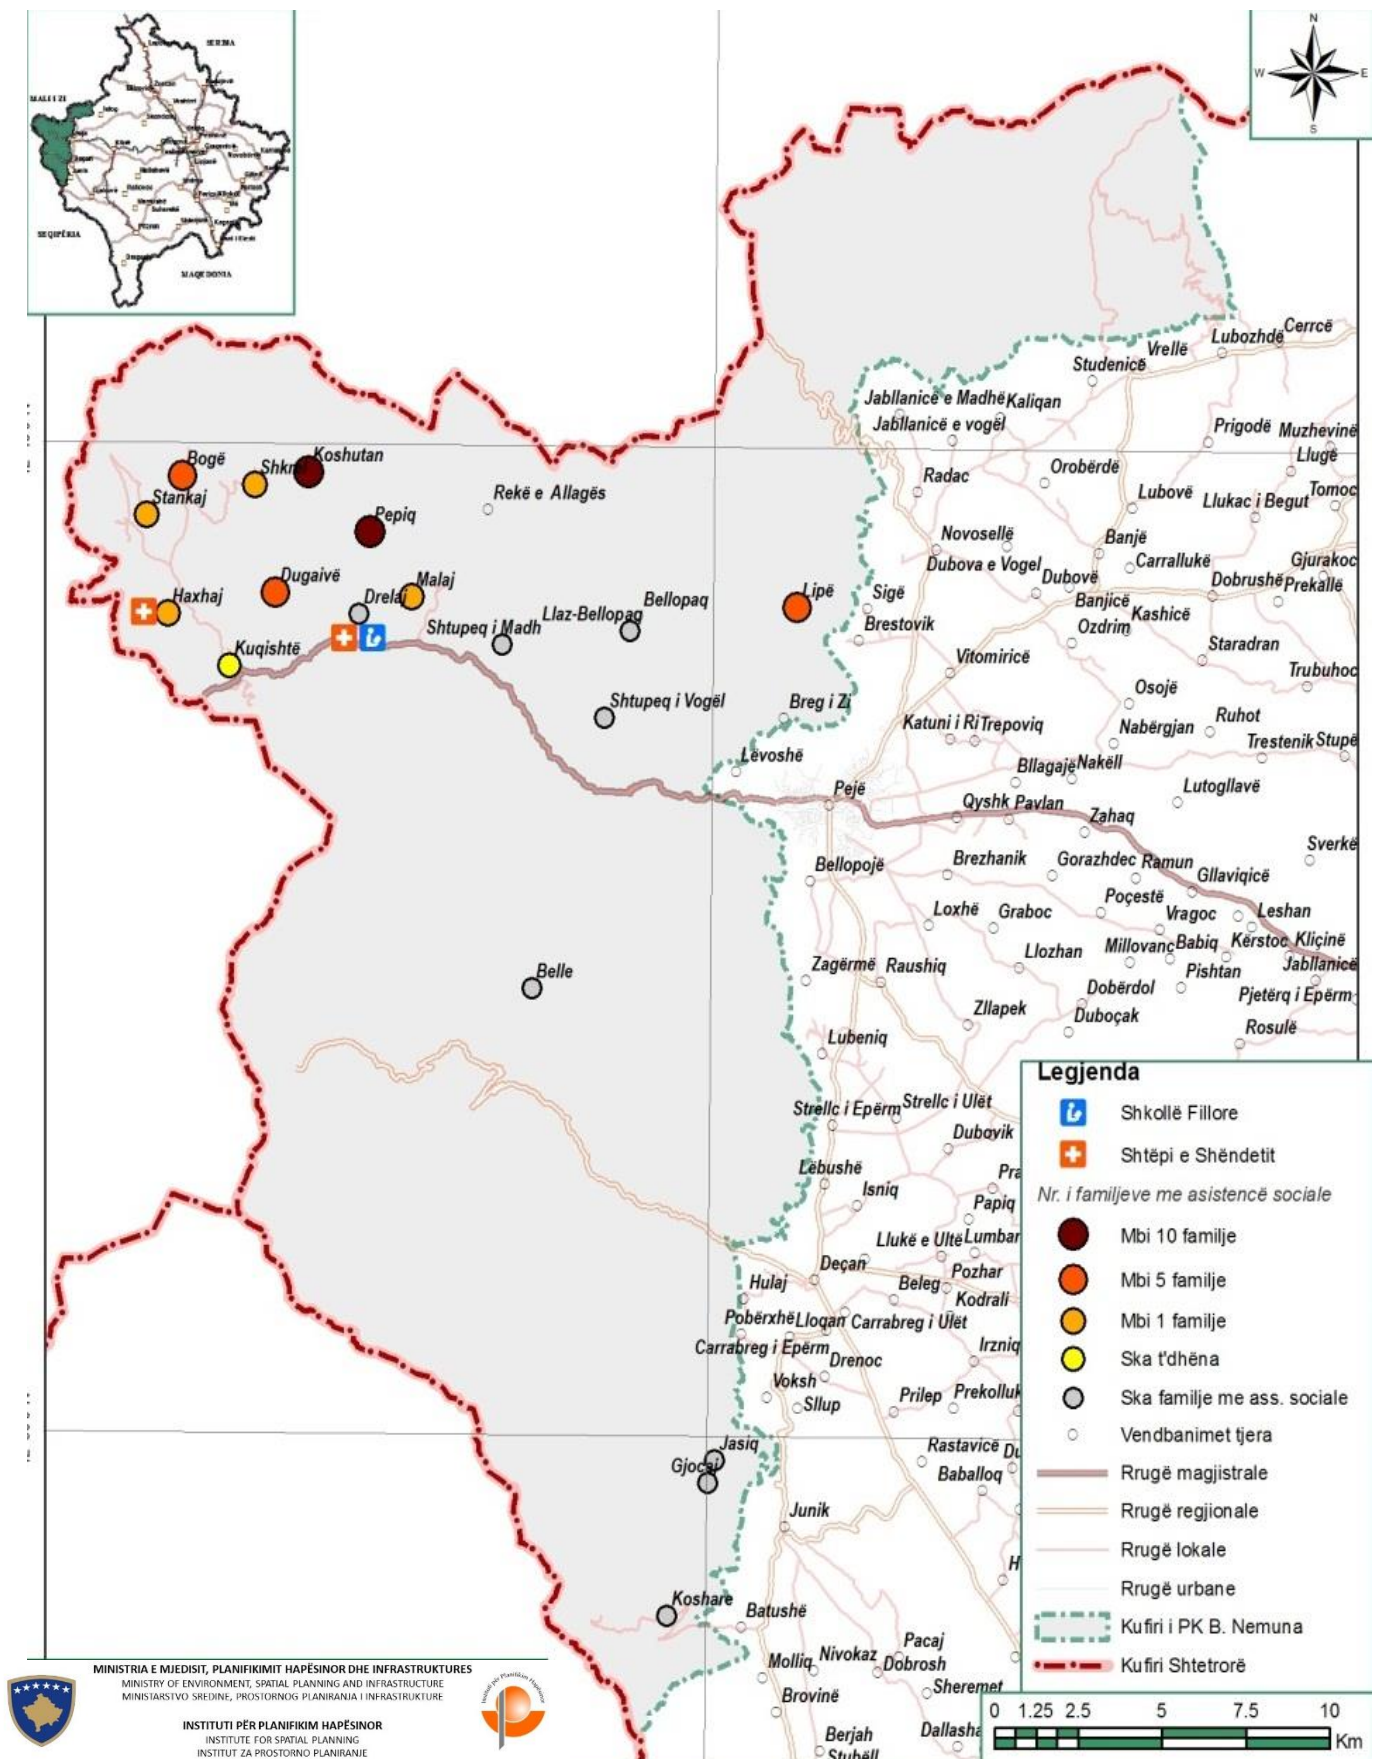 SERBIA
MALI I ZI
SEQIPËRIA
MAQEDONIA
Istog
Prizren
N
W
E
S
Cerrcë
Lubozhdë
Vrellë
Studenicë
Jabllanicë e Madhë
Kaliqan
Jabllanicë e vogël
Prigodë
Muzhevinë
Llugë
Bogë
Koshutan
Stankaj
Rekë e Allagës
Radac
Orobërdë
Lubovë
Llukac i Begut
Tomoc
Pepiq
Novosellë
Banjë
Dubova e Vogel
Carrallukë
Gjurakoc
Dugaivë
Malaj
Haxhaj
Drelaj
Lipë
Sigë
Dubovë
Dobrushë
Prekallë
Bellopaq
Llaz-Bellopaq
Banjicë
Kashicë
Shtupeq i Madh
Brestovik
Ozdrim
Staradran
Kuqishtë
Vitomiricë
Trubuhoc
Shtupeq i Vogël
Breg i Zi
Osojë
Katuni i Ri
Trepoviq
Nabërgjan
Ruhot
Trestenik
Stupë
Lëvoshë
Bllagajë
Nakëll
Pejë
Lutogllavë
Qyshk
Pavlan
Zahaq
Sverkë
Bellopojë
Brezhanik
Gorazhdec
Ramun
Gllaviqicë
Poçestë
Loxhë
Graboc
Vragoc
Leshan
Llozhan
Millovanc
Babiq
Kërstoc
Kliçinë
Belle
Zagërmë
Raushiq
Pishtan
Jabllanicë
Dobërdol
Pjetërq i Epërm
Zllapek
Duboçak
Rosulë
Lubeniq
Strellc i Epërm
Strellc i Ulët
Dubovik
Lëbushë
Pra
Isniq
Papiq
Llukë e Ultë
Lumbar
Deçan
Pozhar
Hulaj
Beleg
Kodrali
Pobërxhë
Lloqan
Carrabreg i Ulët
Carrabreg i Epërm
Irzniq
Drenoc
Voksh
Prilep
Prekolluk
Sllup
Jasiq
Rastavicë
Du
Gjocaj
Baballoq
Junik
H
Koshare
Batushë
Pacaj
Molliq
Nivokaz
Dobrosh
Sheremet
Brovinë
Berjah
Dallasha
Stubëll
Legjenda
Shkollë Fillore
Shtëpi e Shëndetit
Nr. i familjeve me asistencë sociale
Mbi 10 familje
Mbi 5 familje
Mbi 1 familje
Ska t'dhëna
Ska familje me ass. sociale
Vendbanimet tjera
Rrugë magjistrale
Rrugë regjionale
Rrugë lokale
Rrugë urbane
Kufiri i PK B. Nemuna
Kufiri Shtetrorë
0 1.25 2.5 5 7.5 10
Km
MINISTRIA E MJEDISIT, PLANIFIKIMIT HAPËSINOR DHE INFRASTRUKTURES
MINISTRY OF ENVIRONMENT, SPATIAL PLANNING AND INFRASTRUCTURE
MINISTARSTVO SREDINE, PROSTORNOG PLANIRANJA I INFRASTRUKTURE
INSTITUTI PËR PLANIFIKIM HAPËSINOR
INSTITUTE FOR SPATIAL PLANNING
INSTITUT ZA PROSTORNO PLANIRANJE